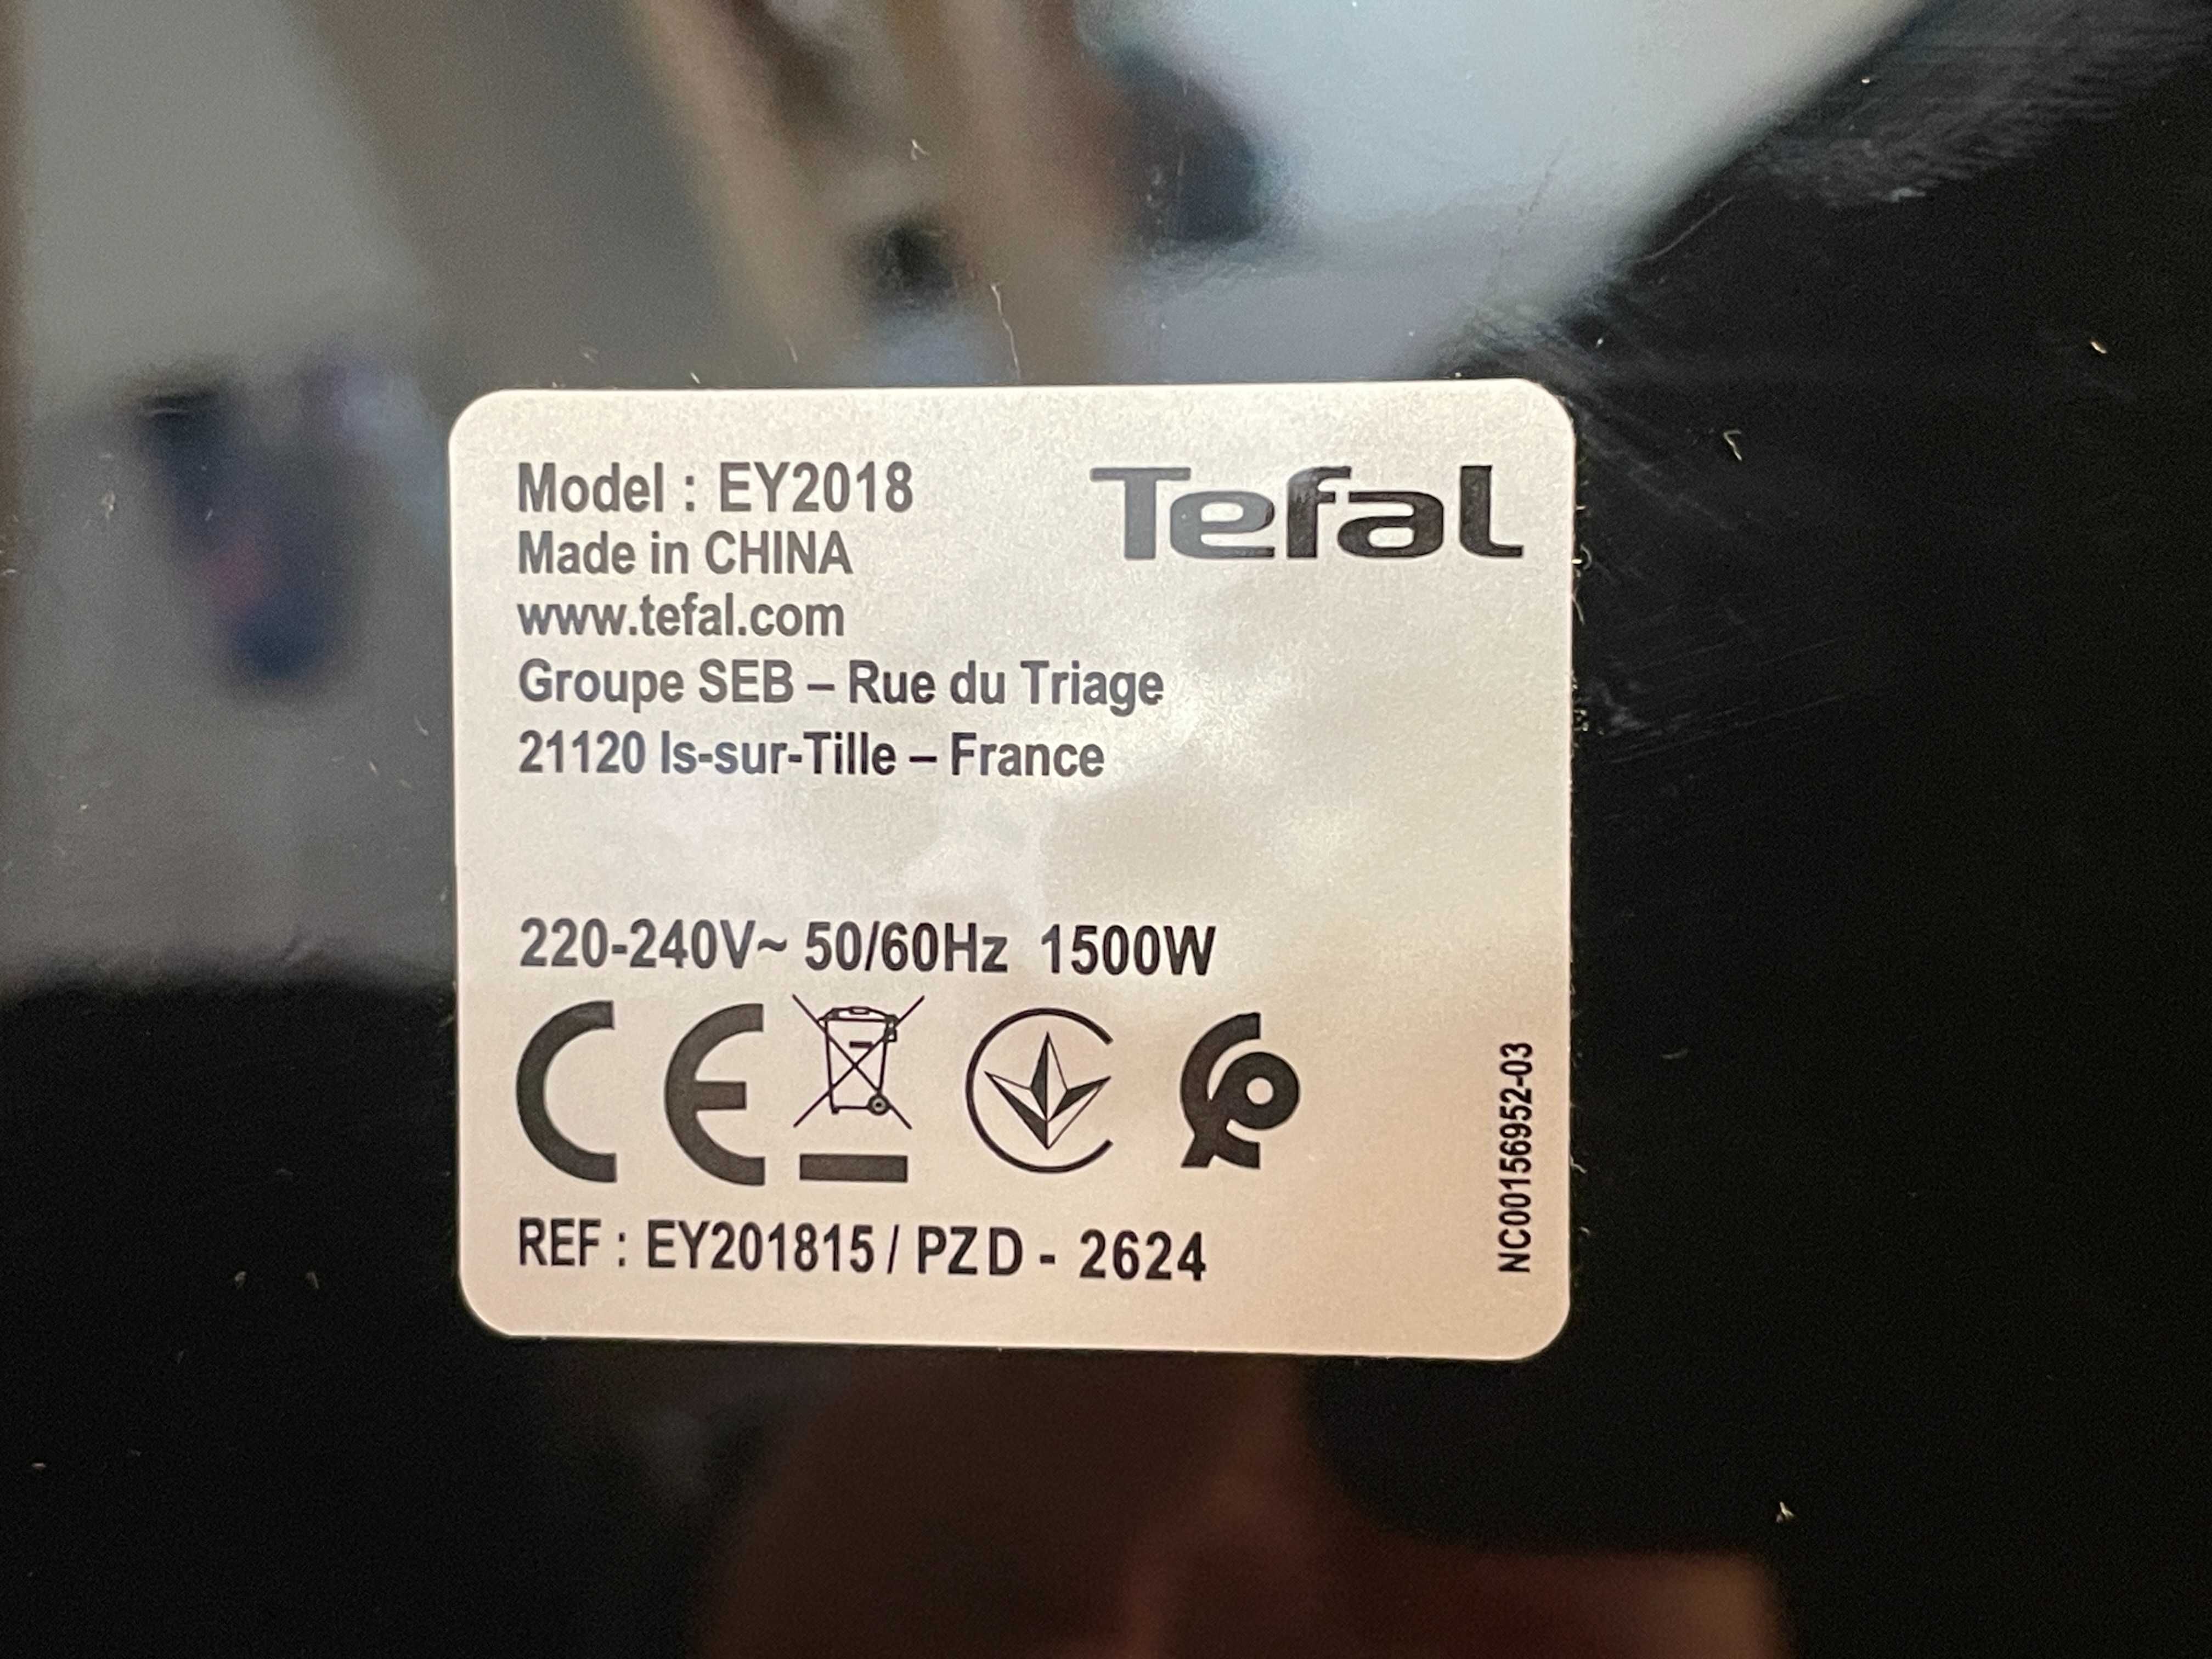 Model : EY2018
Tefal
Made in CHINA
www.tefal.com
Groupe SEB – Rue du Triage
21120 Is-sur-Tille – France
220-240V~ 50/60Hz 1500W
CE
REF : EY201815 / PZD - 2624
NC00156952-03